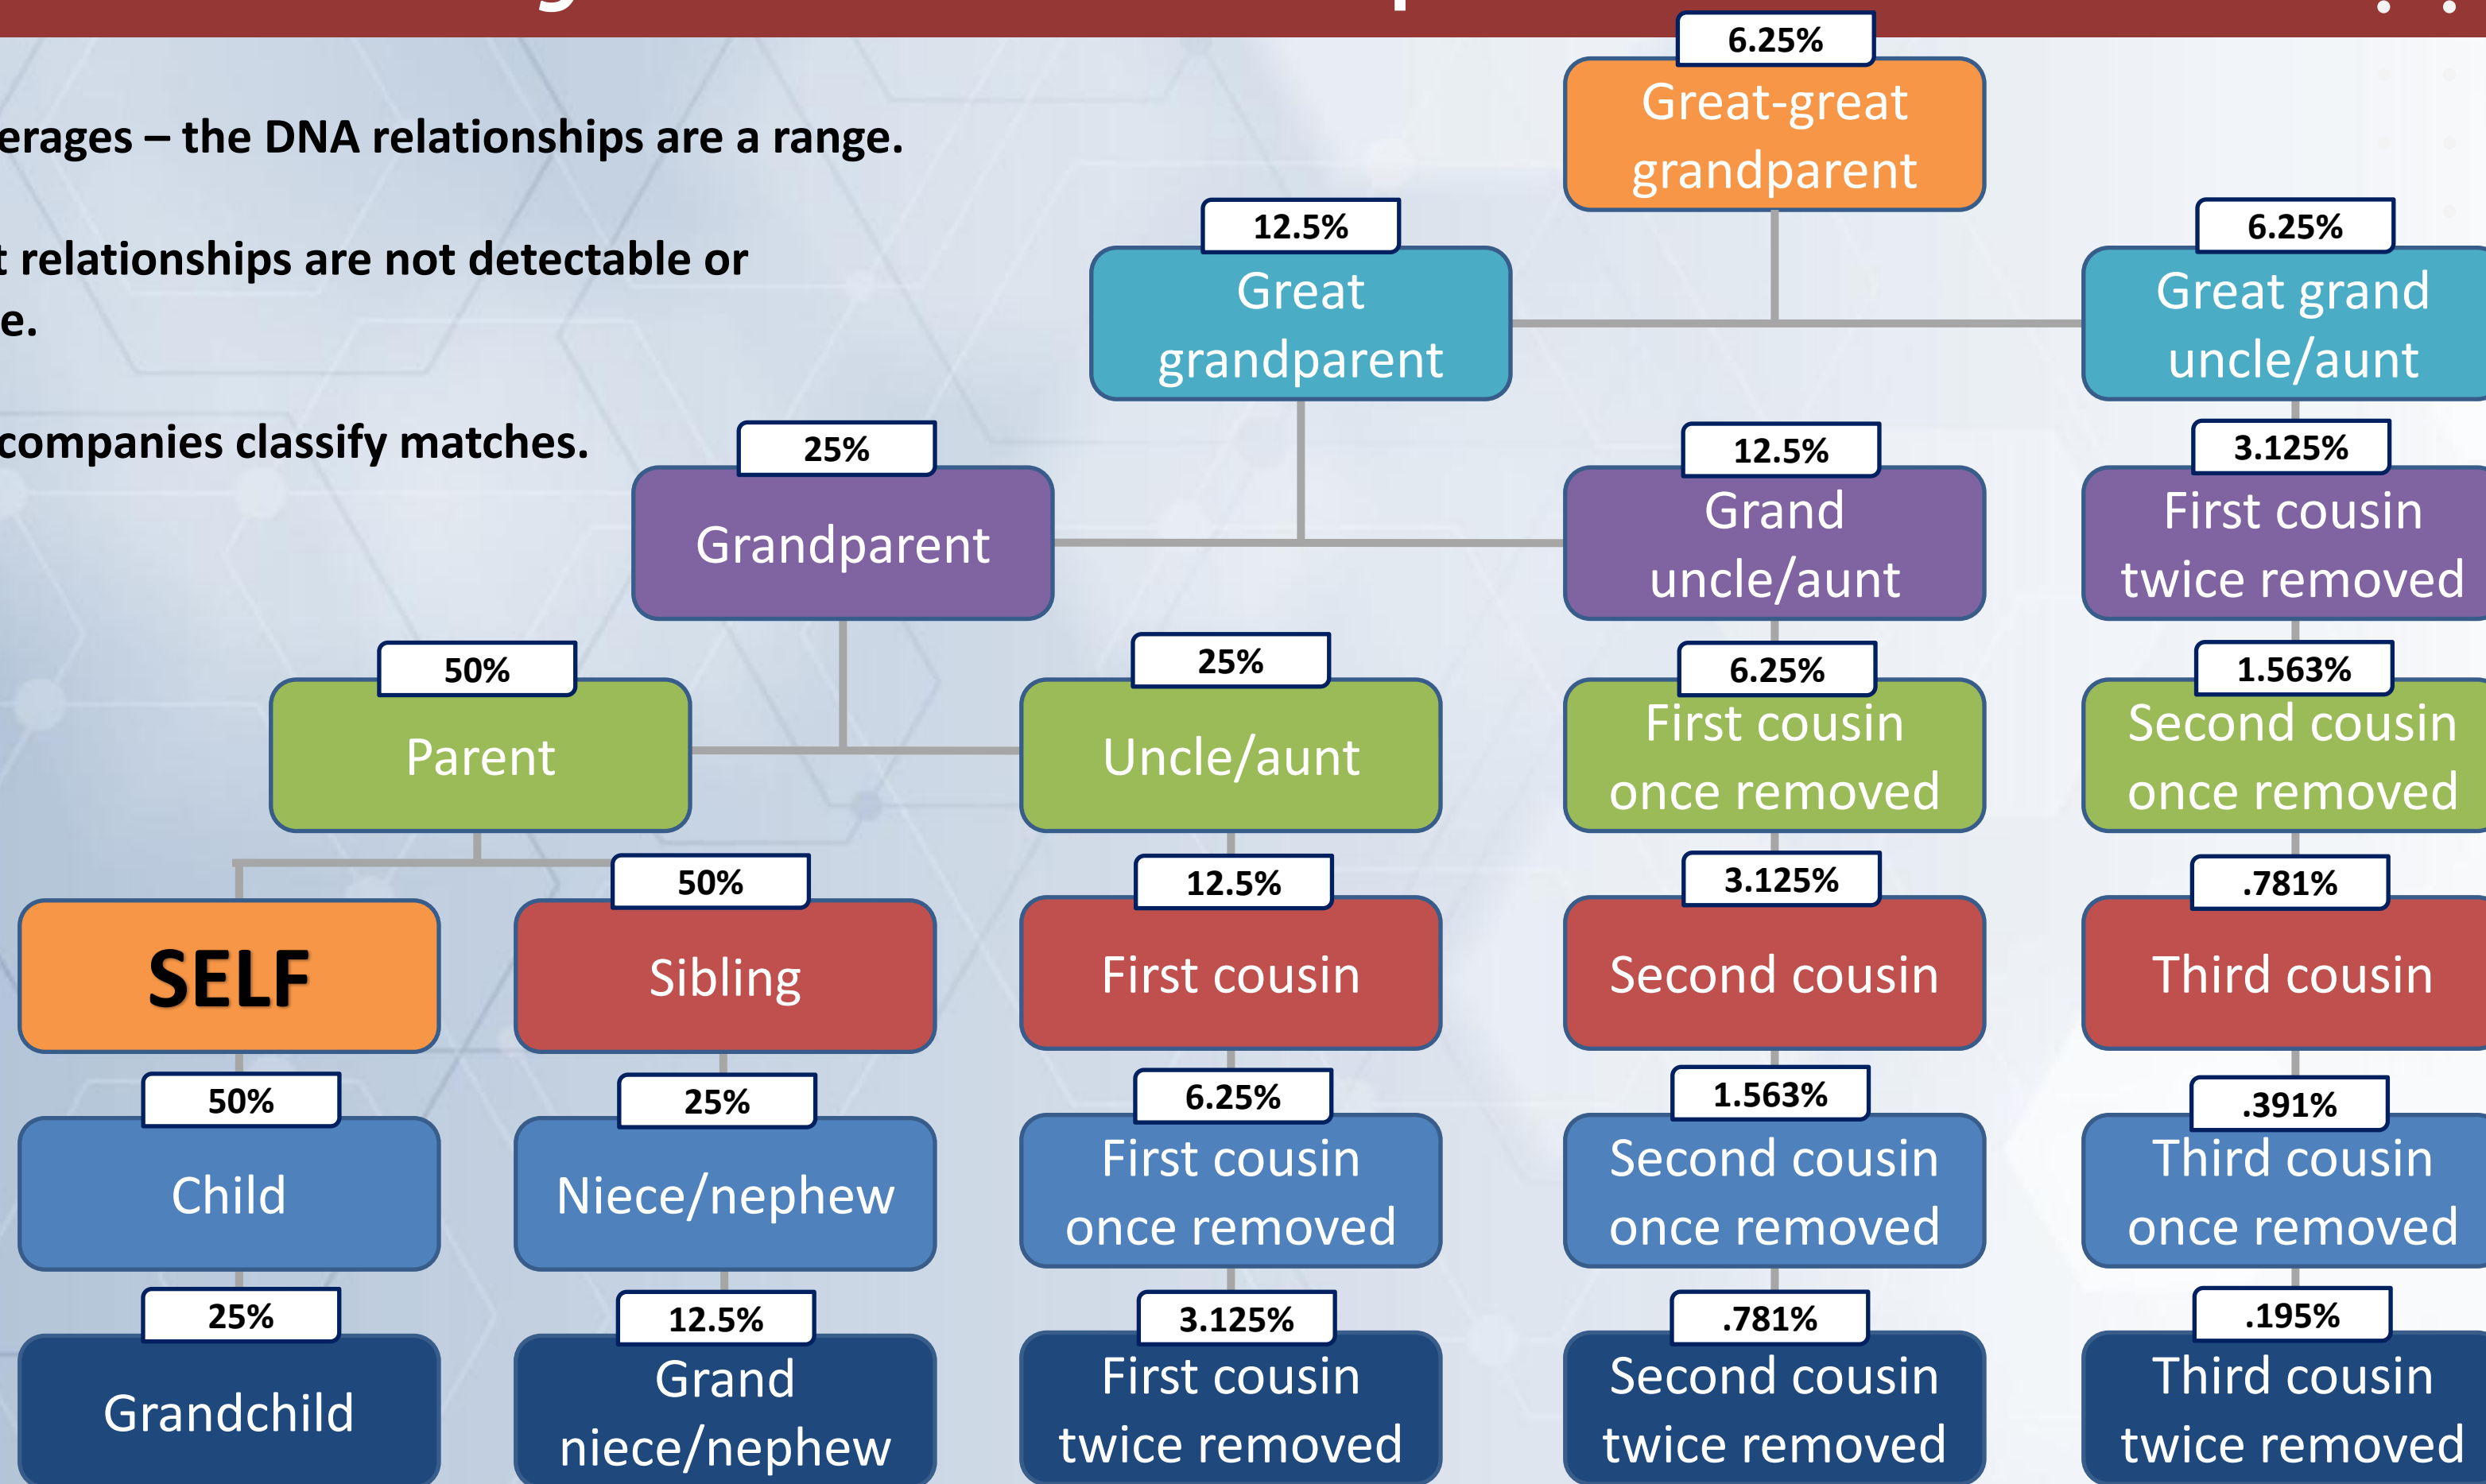 6.25%
Great-great
grandparent
erages – the DNA relationships are a range.
12.5%
Great
grandparent
6.25%
Great grand
uncle/aunt
t relationships are not detectable or
e.
companies classify matches.
25%
Grandparent
12.5%
Grand
uncle/aunt
3.125%
First cousin
twice removed
50%
Parent
25%
Uncle/aunt
6.25%
First cousin
once removed
1.563%
Second cousin
once removed
SELF
50%
Sibling
12.5%
First cousin
3.125%
Second cousin
.781%
Third cousin
50%
Child
25%
Niece/nephew
6.25%
First cousin
once removed
1.563%
Second cousin
once removed
.391%
Third cousin
once removed
25%
Grandchild
12.5%
Grand
niece/nephew
3.125%
First cousin
twice removed
.781%
Second cousin
twice removed
.195%
Third cousin
twice removed